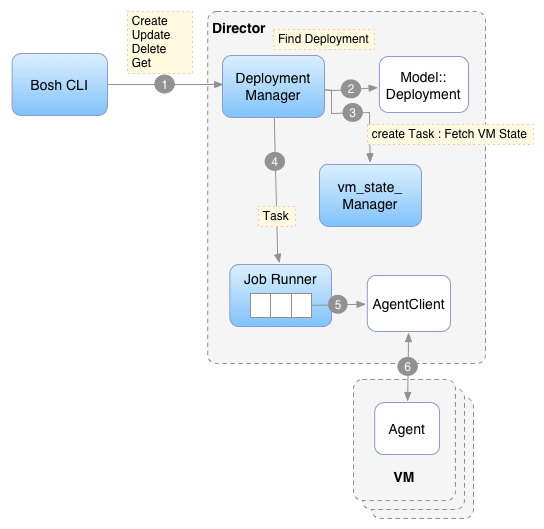 Create
Update
Delete
Get
Director
Find Deployment
Bosh CLI
1
Deployment
Manager
2
Model::
Deployment
3
create Task : Fetch VM State
4
vm_state_
Manager
Task
Job Runner
5
AgentClient
6
Agent
VM